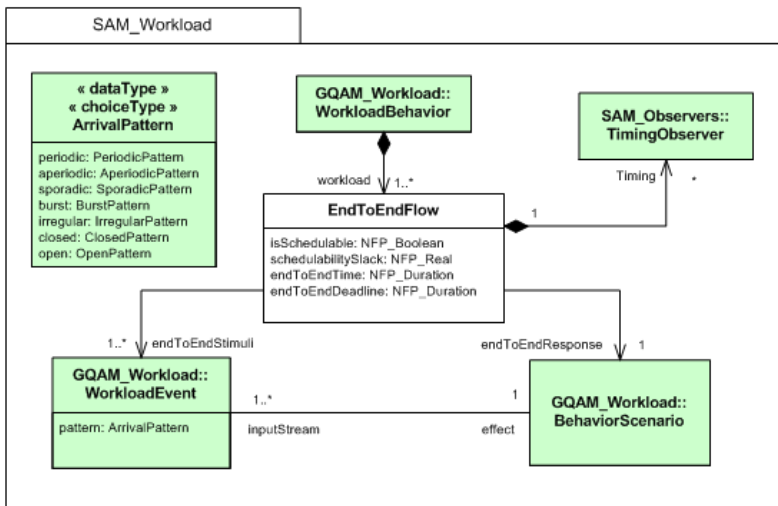 SAM_Workload
« dataType »
« choiceType »
ArrivalPattern
periodic: PeriodicPattern
aperiodic: AperiodicPattern
sporadic: SporadicPattern
burst: BurstPattern
irregular: IrregularPattern
closed: ClosedPattern
open: OpenPattern
GQAM_Workload::
WorkloadBehavior
SAM_Observers::
TimingObserver
workload
1..*
Timing
*
EndToEndFlow
1
isSchedulable: NFP_Boolean
schedulabilitySlack: NFP_Real
endToEndTime: NFP_Duration
endToEndDeadline: NFP_Duration
1..*
endToEndStimuli
endToEndResponse
1
GQAM_Workload::
WorkloadEvent
pattern: ArrivalPattern
1..*
inputStream
1
effect
GQAM_Workload::
BehaviorScenario